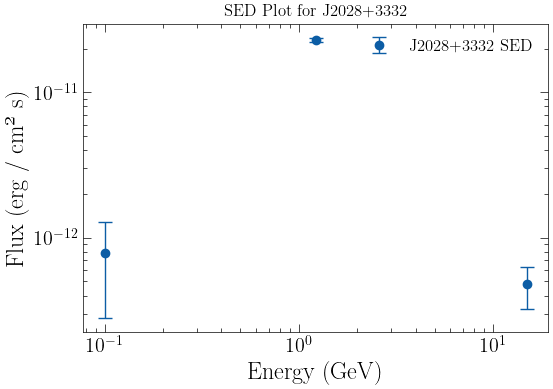 SED Plot for J2028+3332
J2028+3332 SED
Flux (erg / cm² s)
10⁻¹¹
10⁻¹²
10⁻¹ 10⁰ 10¹
Energy (GeV)